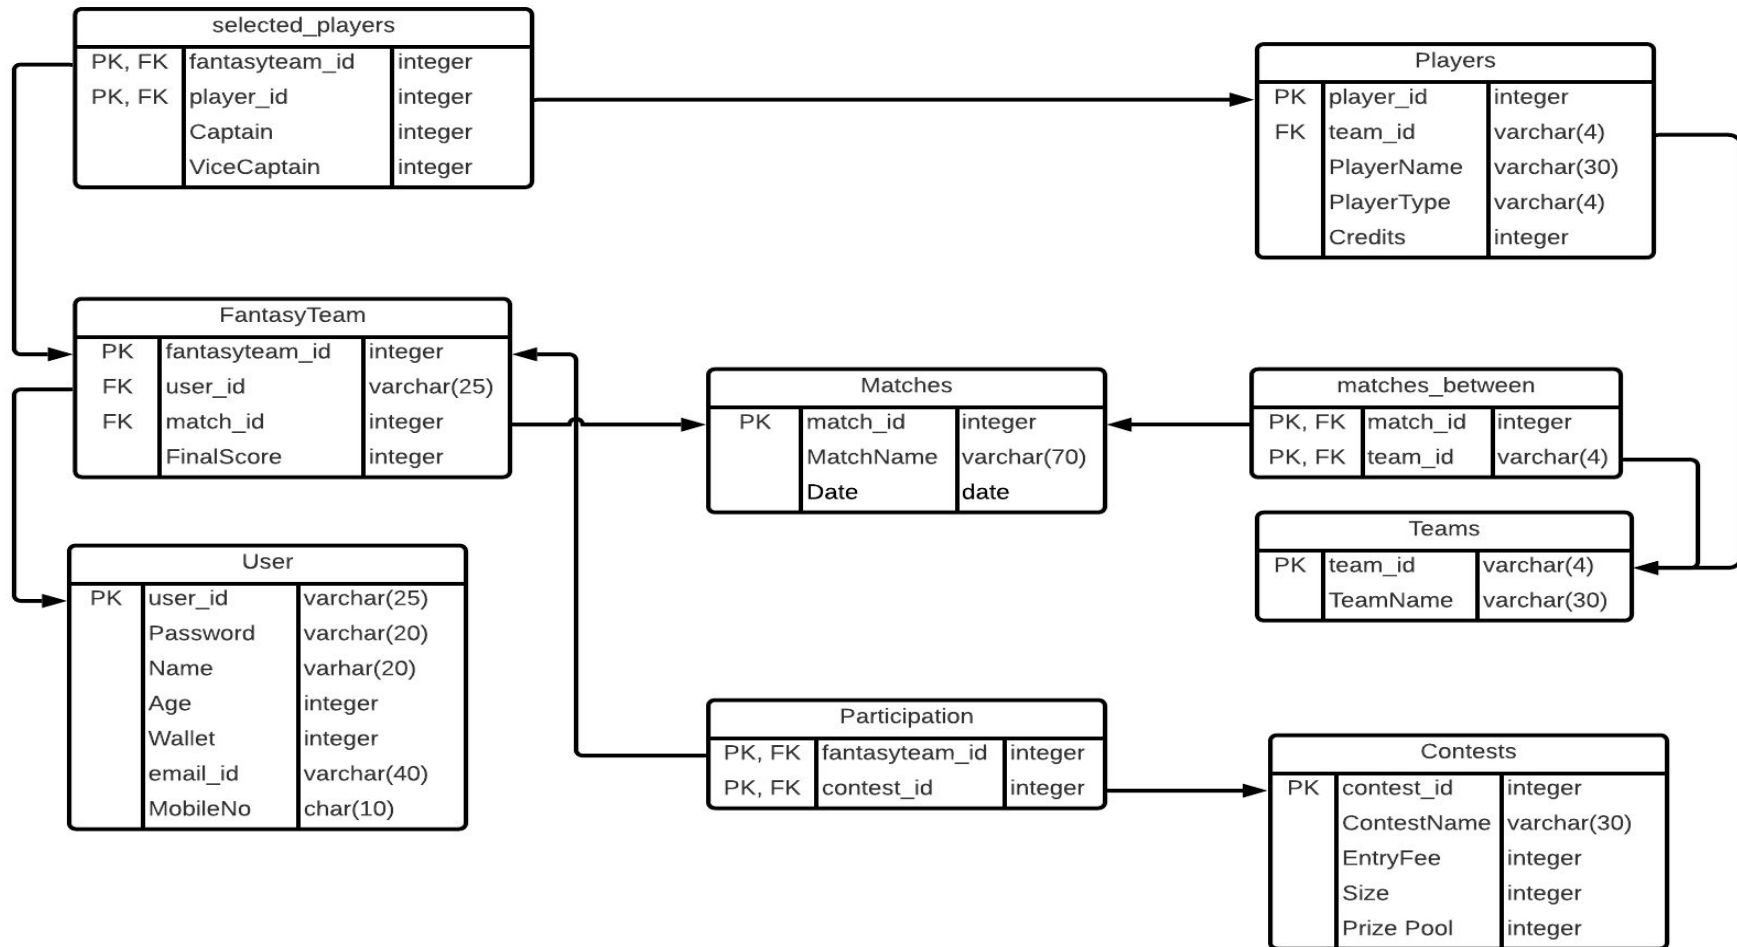 selected_players
PK, FK fantasyteam_id integer
PK, FK player_id integer
Captain integer
ViceCaptain integer
Players
PK player_id integer
FK team_id varchar(4)
PlayerName varchar(30)
PlayerType varchar(4)
Credits integer
FantasyTeam
PK fantasyteam_id integer
FK user_id varchar(25)
FK match_id integer
FinalScore integer
Matches
PK match_id integer
MatchName varchar(70)
Date date
matches_between
PK, FK match_id integer
PK, FK team_id varchar(4)
Teams
PK team_id varchar(4)
TeamName varchar(30)
User
PK user_id varchar(25)
Password varchar(20)
Name varhar(20)
Age integer
Wallet integer
email_id varchar(40)
MobileNo char(10)
Participation
PK, FK fantasyteam_id integer
PK, FK contest_id integer
Contests
PK contest_id integer
ContestName varchar(30)
EntryFee integer
Size integer
Prize Pool integer